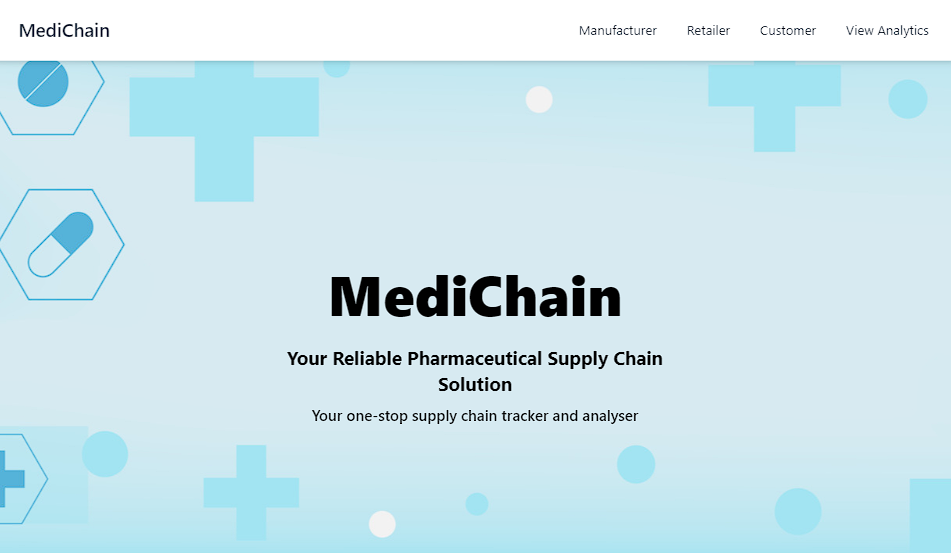 MediChain
Manufacturer
Retailer
Customer
View Analytics
MediChain
Your Reliable Pharmaceutical Supply Chain
Solution
Your one-stop supply chain tracker and analyser